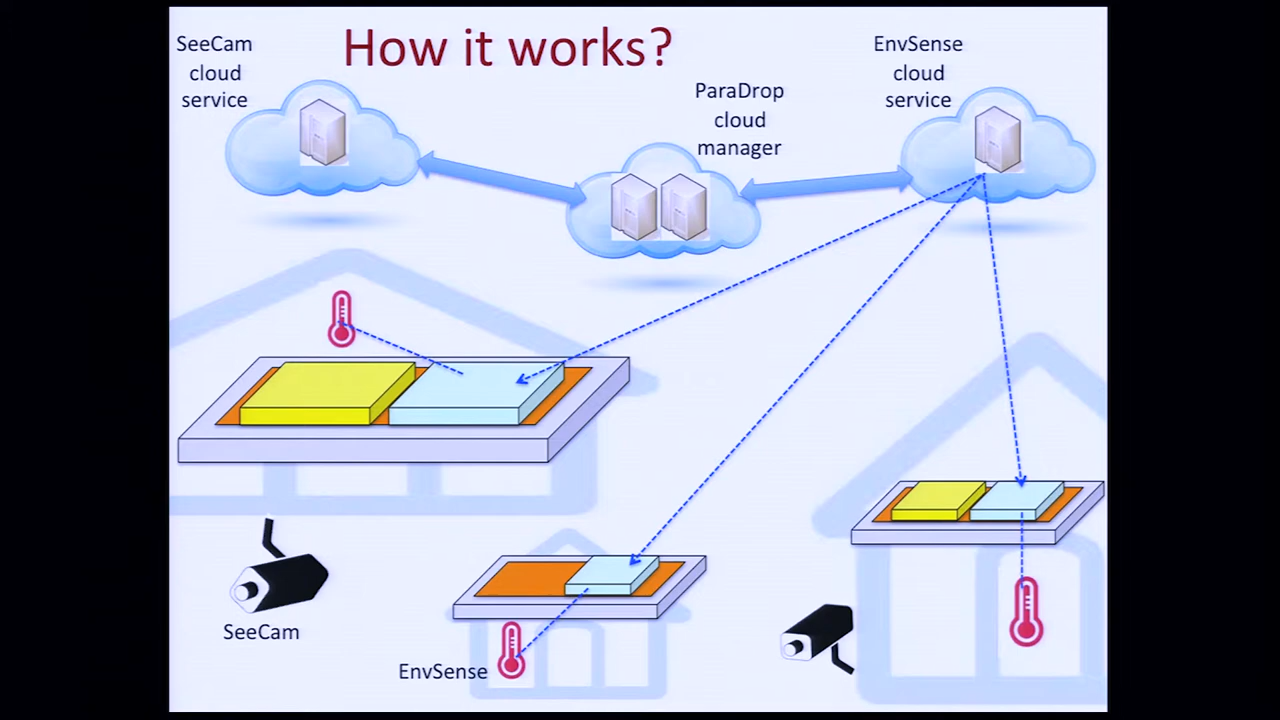 How it works?
SeeCam
cloud
service
ParaDrop
cloud
manager
EnvSense
cloud
service
SeeCam
EnvSense